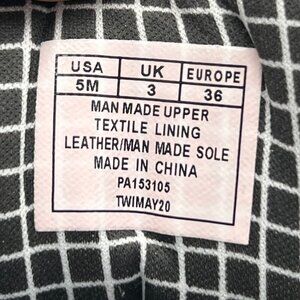 USA UK EUROPE
5M 3 36
MAN MADE UPPER
TEXTILE LINING
LEATHER/MAN MADE SOLE
MADE IN CHINA
PA153105
TWIMAY20